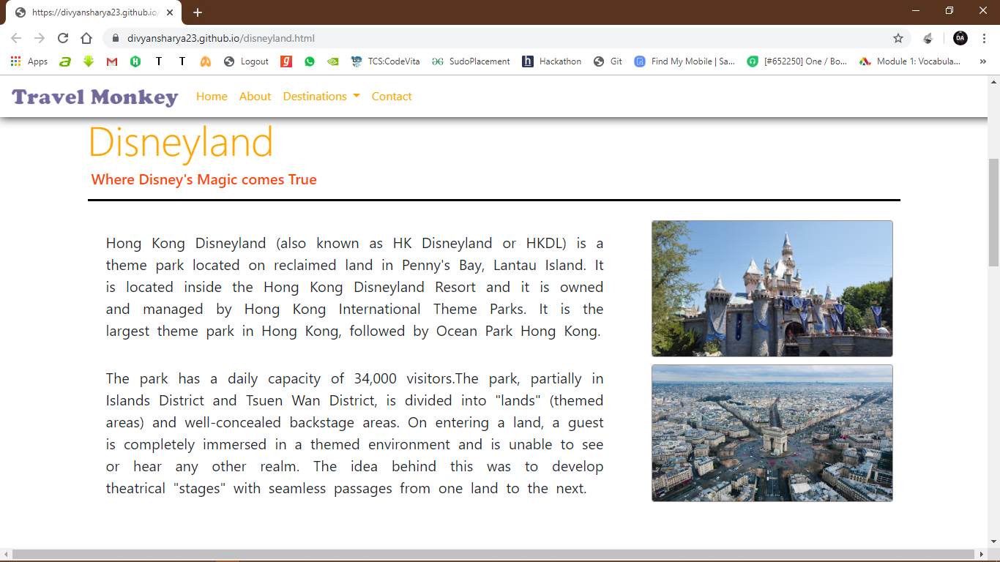 https://divyansharya23.github.io/
divyansharya23.github.io/disneyland.html
DA
Apps
Logout
TCS:CodeVita
SudoPlacement
Hackathon
Git
Find My Mobile | Sa...
[#652250] One / Bo...
Module 1: Vocabula...
»
Travel Monkey
Home
About
Destinations
Contact
Disneyland
Where Disney's Magic comes True
Hong Kong Disneyland (also known as HK Disneyland or HKDL) is a
theme park located on reclaimed land in Penny's Bay, Lantau Island. It
is located inside the Hong Kong Disneyland Resort and it is owned
and managed by Hong Kong International Theme Parks. It is the
largest theme park in Hong Kong, followed by Ocean Park Hong Kong.
The park has a daily capacity of 34,000 visitors.The park, partially in
Islands District and Tsuen Wan District, is divided into "lands" (themed
areas) and well-concealed backstage areas. On entering a land, a guest
is completely immersed in a themed environment and is unable to see
or hear any other realm. The idea behind this was to develop
theatrical "stages" with seamless passages from one land to the next.